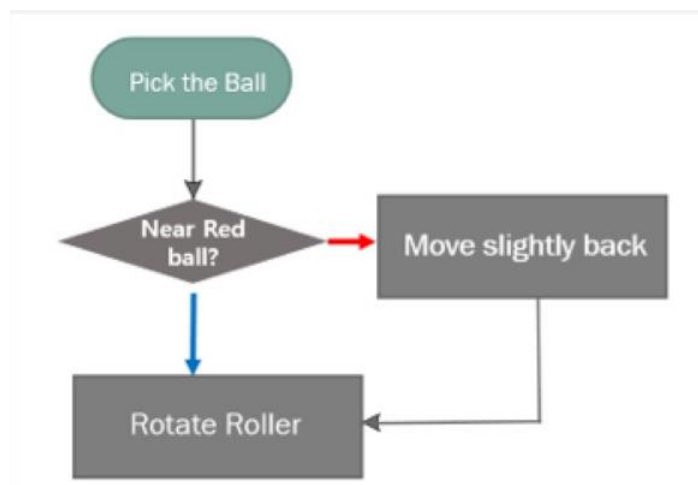 Pick the Ball
Near Red
ball?
Move slightly back
Rotate Roller